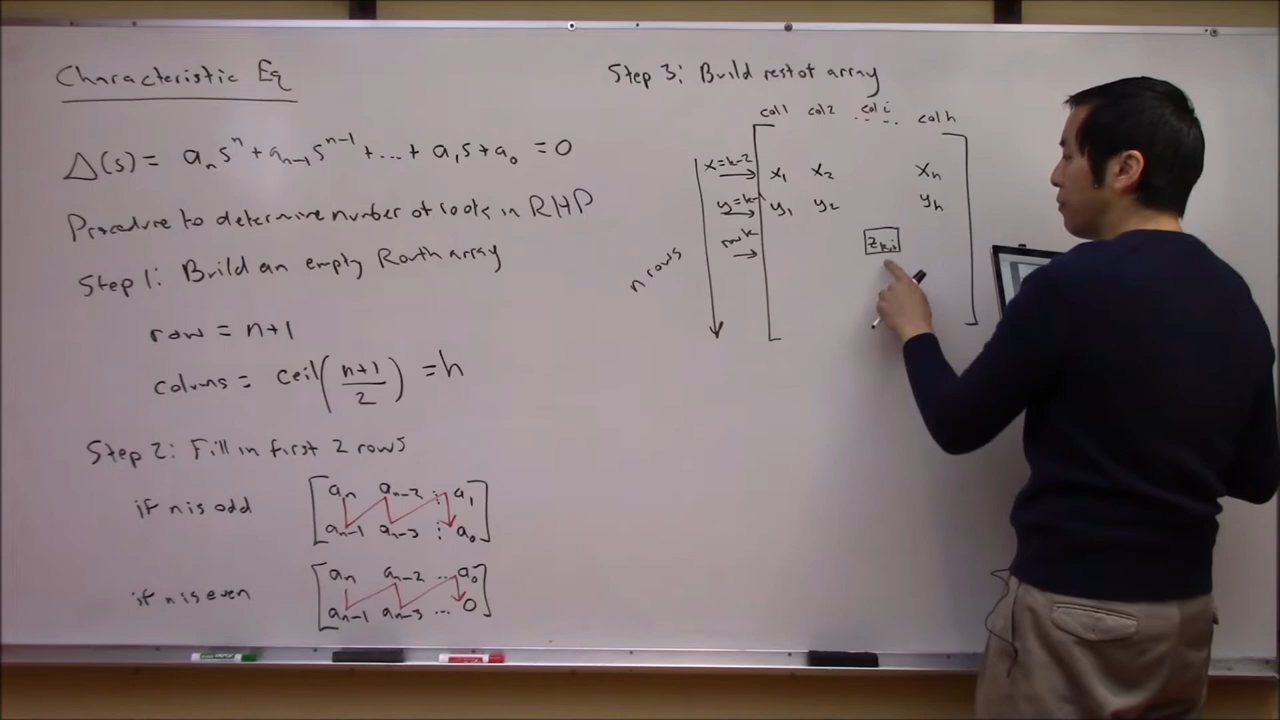 Characteristic Eq
Δ(s) = aₙsⁿ + aₙ₋₁sⁿ⁻¹ + ... + a₁s + a₀ = 0
Procedure to determine number of roots in RHP
Step 1: Build an empty Routh array
row = n+1
colums = ceil((n+1)/2) = h
Step 2: Fill in first 2 rows
if n is odd
aₙ aₙ₋₂ ... a₁
aₙ₋₁ aₙ₋₃ ... a₀
if n is even
aₙ aₙ₋₂ ... a₀
aₙ₋₁ aₙ₋₃ ... 0
Step 3: Build rest of array
col 1 col 2 col i ... col h
x=k-2 x₁ x₂ xₕ
y=k-1 y₁ y₂ yₕ
row k zₖ,ᵢ
n rows